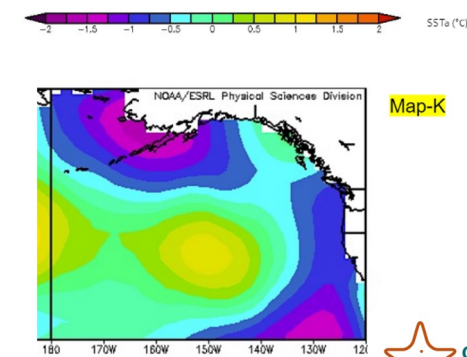 -2 -1.5 -1 -0.5 0 0.5 1 1.5 2
SSTa (°C)
NOAA/ESRL Physical Sciences Division
Map-K
180 170W 160W 150W 140W 130W 12